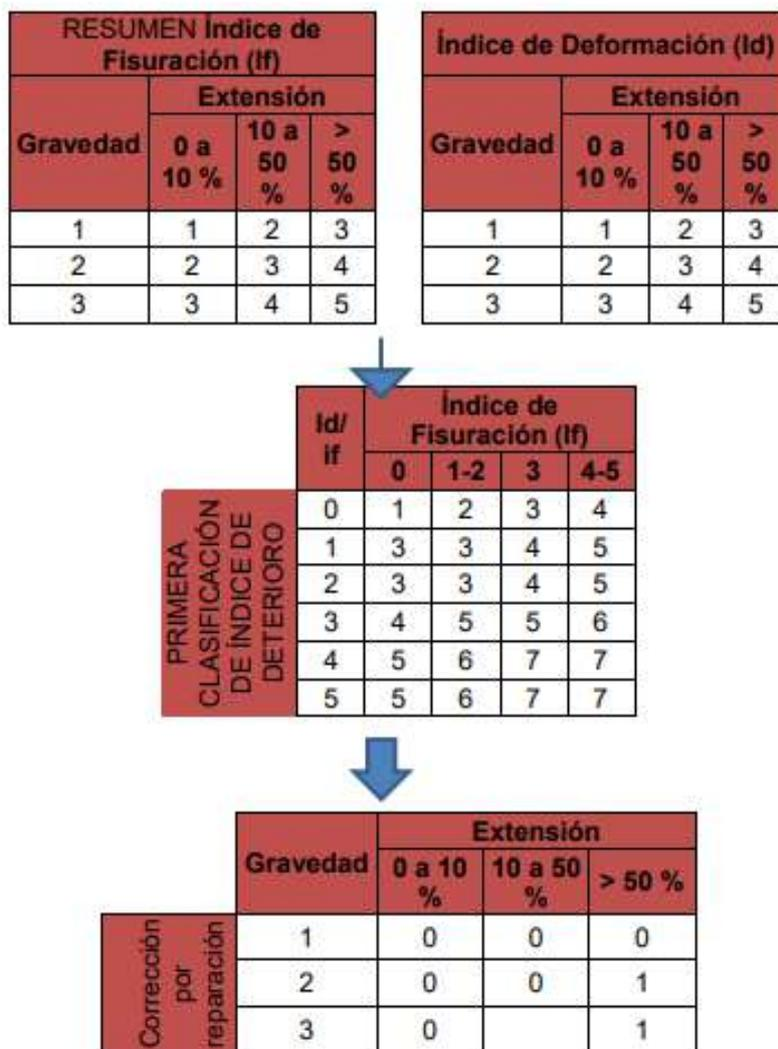 RESUMEN Índice de
Fisuración (If)
Gravedad
Extensión
0 a
10 %
10 a
50
%
>
50
%
1 1 2 3
2 2 3 4
3 3 4 5
Índice de Deformación (Id)
Gravedad
Extensión
0 a
10 %
10 a
50
%
>
50
%
1 1 2 3
2 2 3 4
3 3 4 5
PRIMERA
CLASIFICACIÓN
DE ÍNDICE DE
DETERIORO
Id/
if
Índice de
Fisuración (If)
0 1-2 3 4-5
0 1 2 3 4
1 3 3 4 5
2 3 3 4 5
3 4 5 5 6
4 5 6 7 7
5 5 6 7 7
Corrección
por
reparación
Gravedad
Extensión
0 a 10
%
10 a 50
%
> 50 %
1 0 0 0
2 0 0 1
3 0 1